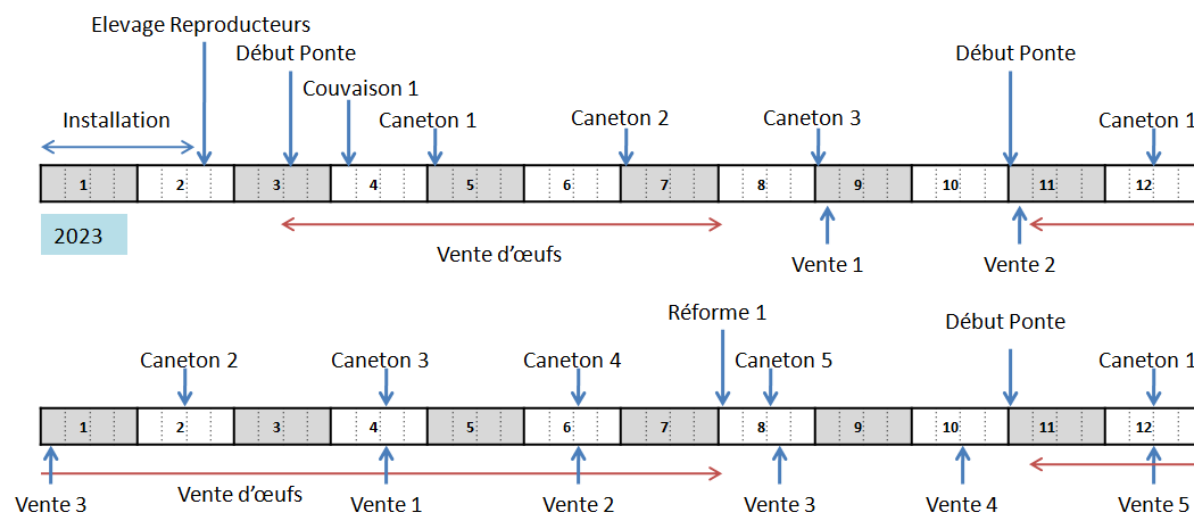 Elevage Reproducteurs
Début Ponte
Début Ponte
Couvaison 1
Installation
Caneton 1
Caneton 2
Caneton 3
Caneton 1
1 2 3 4 5 6 7 8 9 10 11 12
2023
Vente d'œufs
Vente 1
Vente 2
Réforme 1
Début Ponte
Caneton 2
Caneton 3
Caneton 4
Caneton 5
Caneton 1
1 2 3 4 5 6 7 8 9 10 11 12
Vente 3
Vente d'œufs
Vente 1
Vente 2
Vente 3
Vente 4
Vente 5